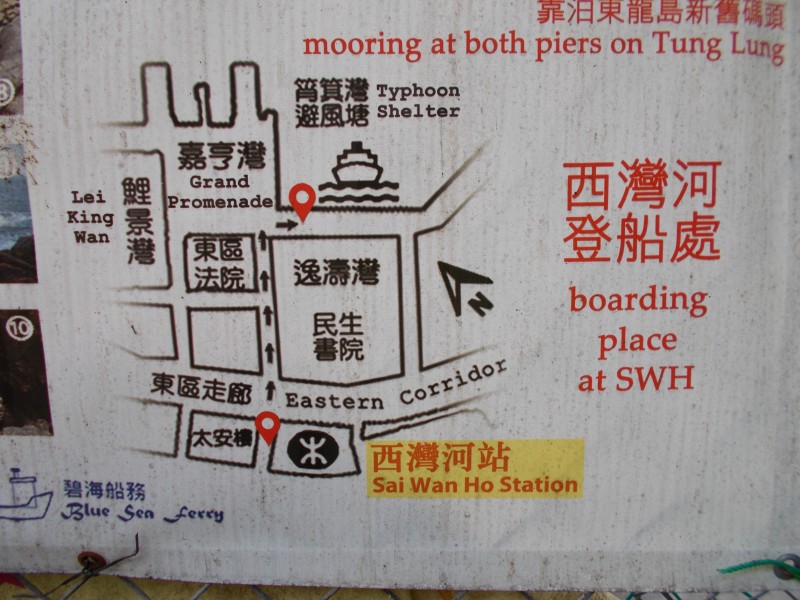 靠泊東龍島新舊碼頭
mooring at both piers on Tung Lung
筲箕灣 Typhoon
避風塘 Shelter
嘉亨灣
Grand
Promenade
Lei
King
Wan
鯉景灣
東區
法院
逸濤灣
民生
書院
N
西灣河
登船處
boarding
place
at SWH
東區走廊 Eastern Corridor
太安樓
西灣河站
Sai Wan Ho Station
碧海船務
Blue Sea Ferry
8
10